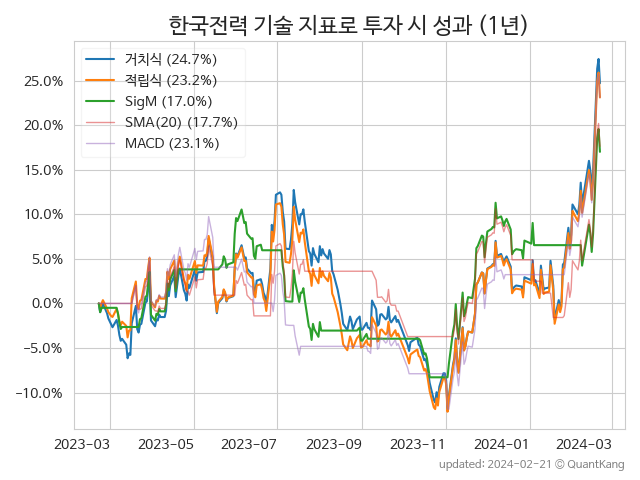 한국전력 기술 지표로 투자 시 성과 (1년)
거치식 (24.7%)
적립식 (23.2%)
SigM (17.0%)
SMA(20) (17.7%)
MACD (23.1%)
25.0%
20.0%
15.0%
10.0%
5.0%
0.0%
−5.0%
−10.0%
2023-03 2023-05 2023-07 2023-09 2023-11 2024-01 2024-03
updated: 2024-02-21 © QuantKang